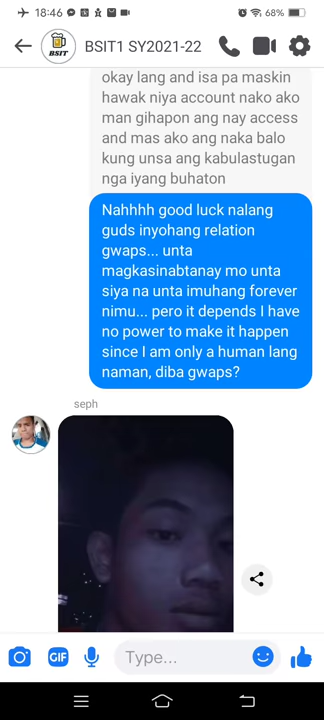 18:46
68%
BSIT
BSIT1 SY2021-22
okay lang and isa pa maskin
hawak niya account nako ako
man gihapon ang nay access
and mas ako ang naka balo
kung unsa ang kabulastugan
nga iyang buhaton
Nahhhh good luck nalang
guds inyohang relation
gwaps... unta
magkasinabtanay mo unta
siya na unta imuhang forever
nimu... pero it depends I have
no power to make it happen
since I am only a human lang
naman, diba gwaps?
seph
GIF
Type...